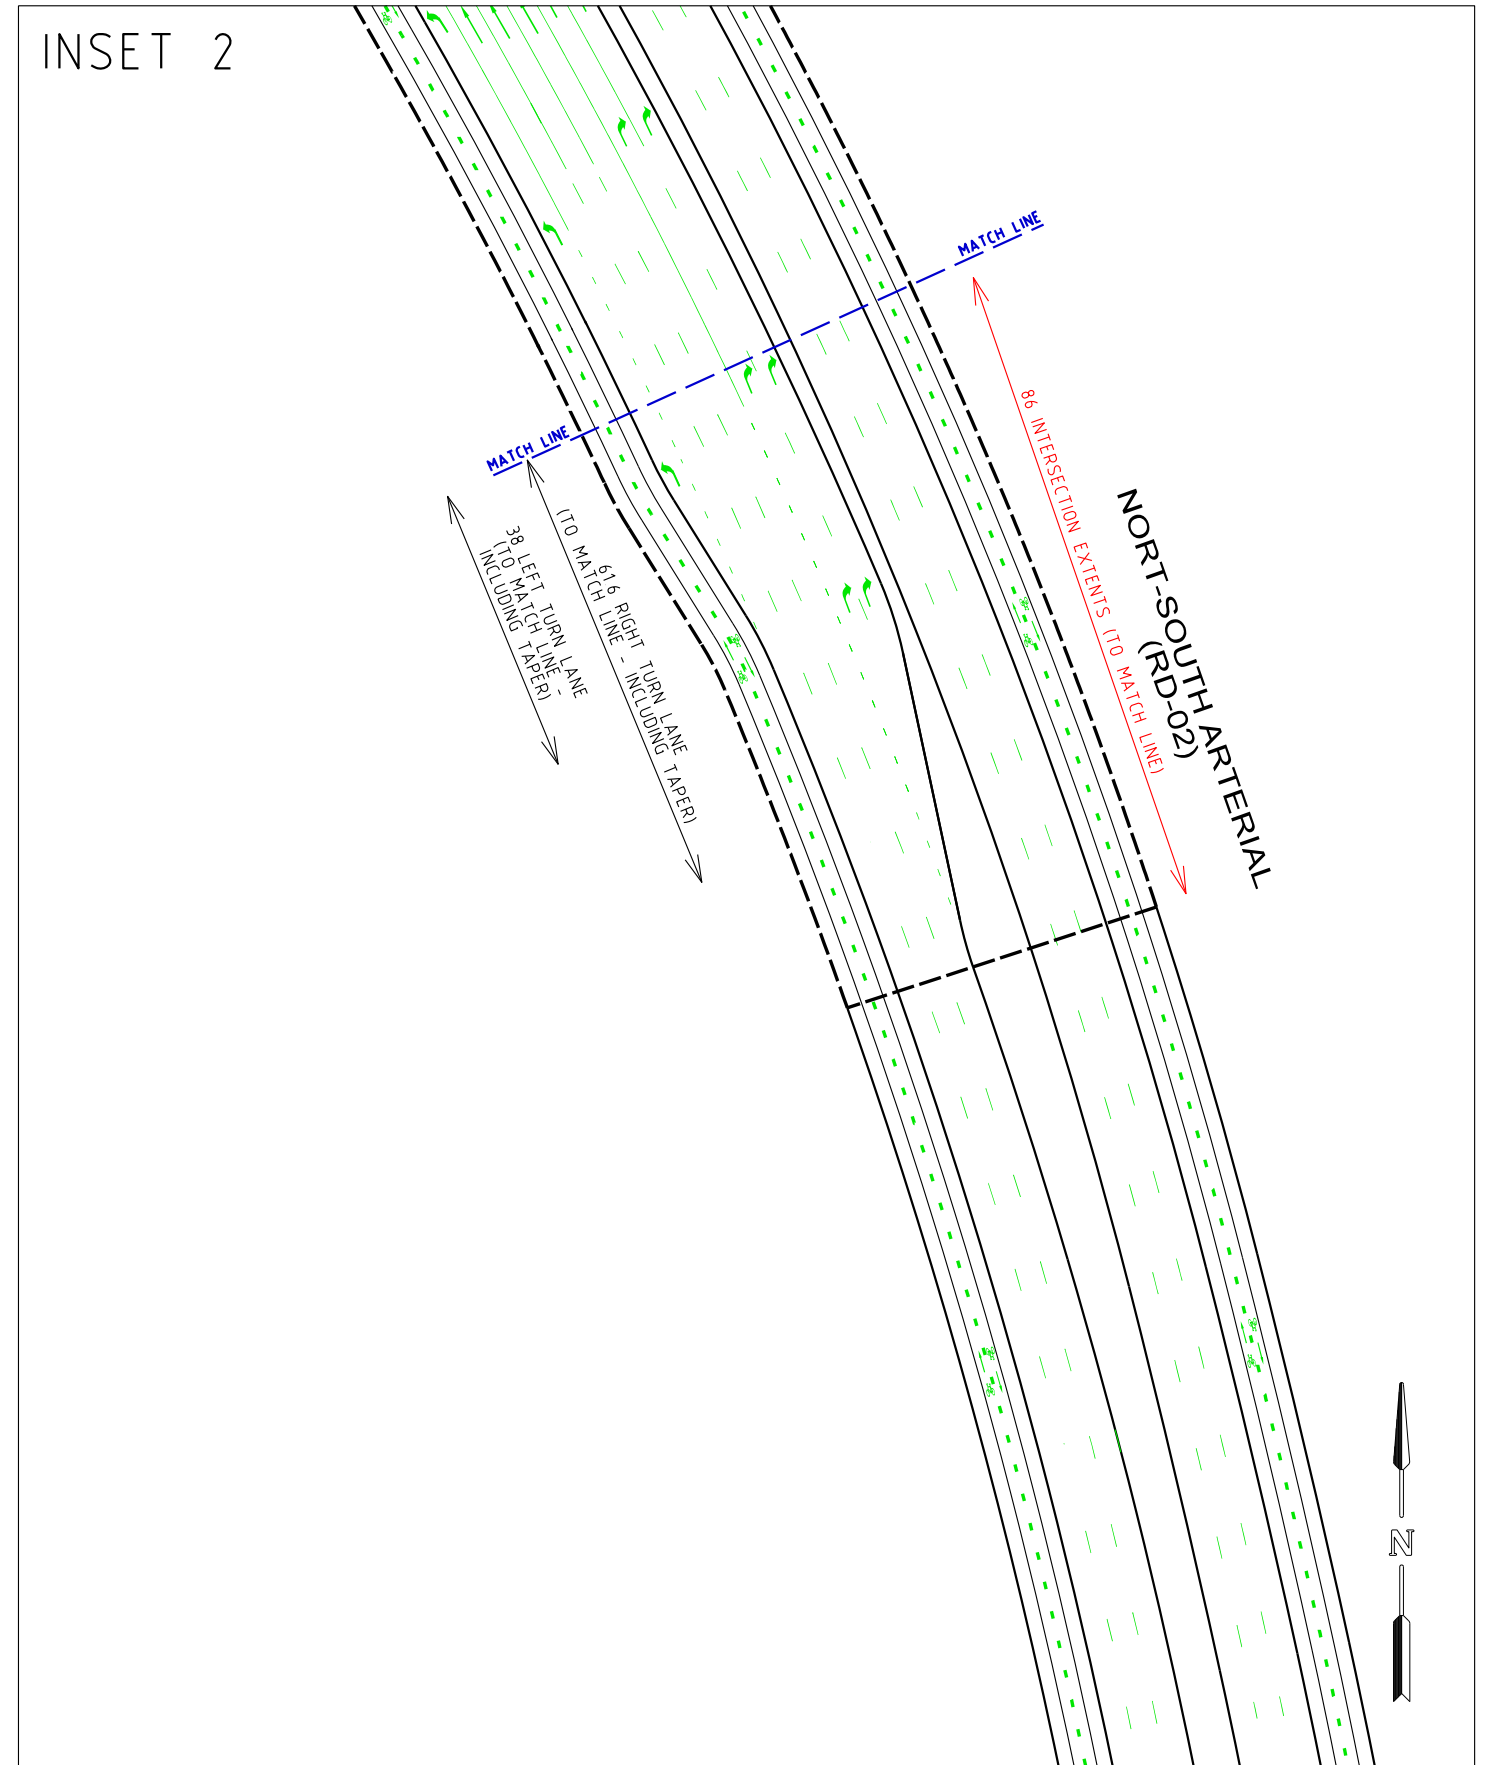 INSET 2
MATCH LINE
MATCH LINE
86 INTERSECTION EXTENTS (TO MATCH LINE)
NORT-SOUTH ARTERIAL
(RD-02)
616 RIGHT TURN LANE
(TO MATCH LINE - INCLUDING TAPER)
38 LEFT TURN LANE
(TO MATCH LINE -
INCLUDING TAPER)
N